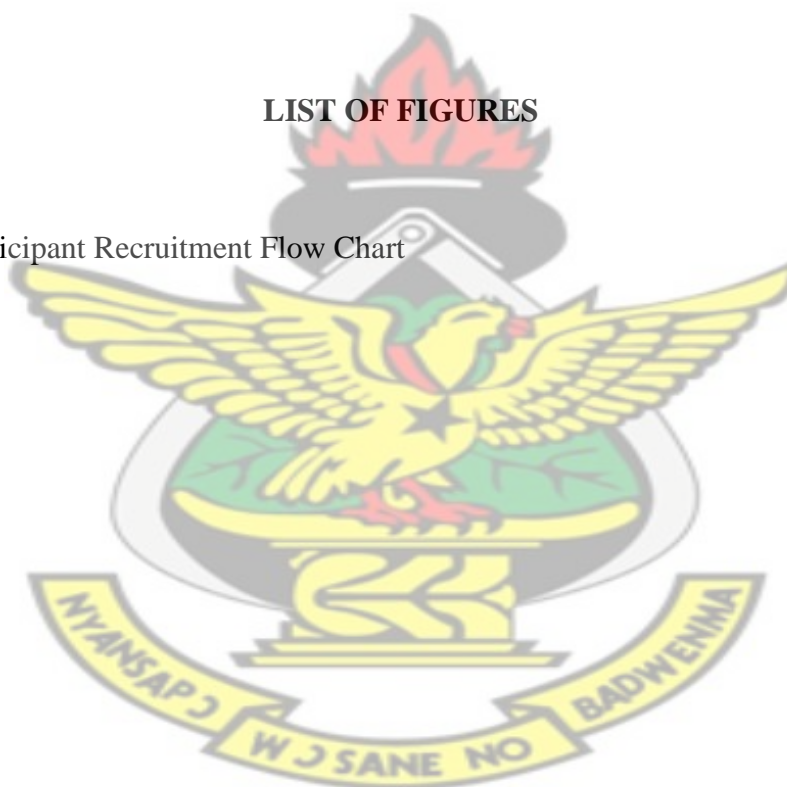 LIST OF FIGURES
icipant Recruitment Flow Chart
NYANSAPƆ WƆSANE NO BADWENMA